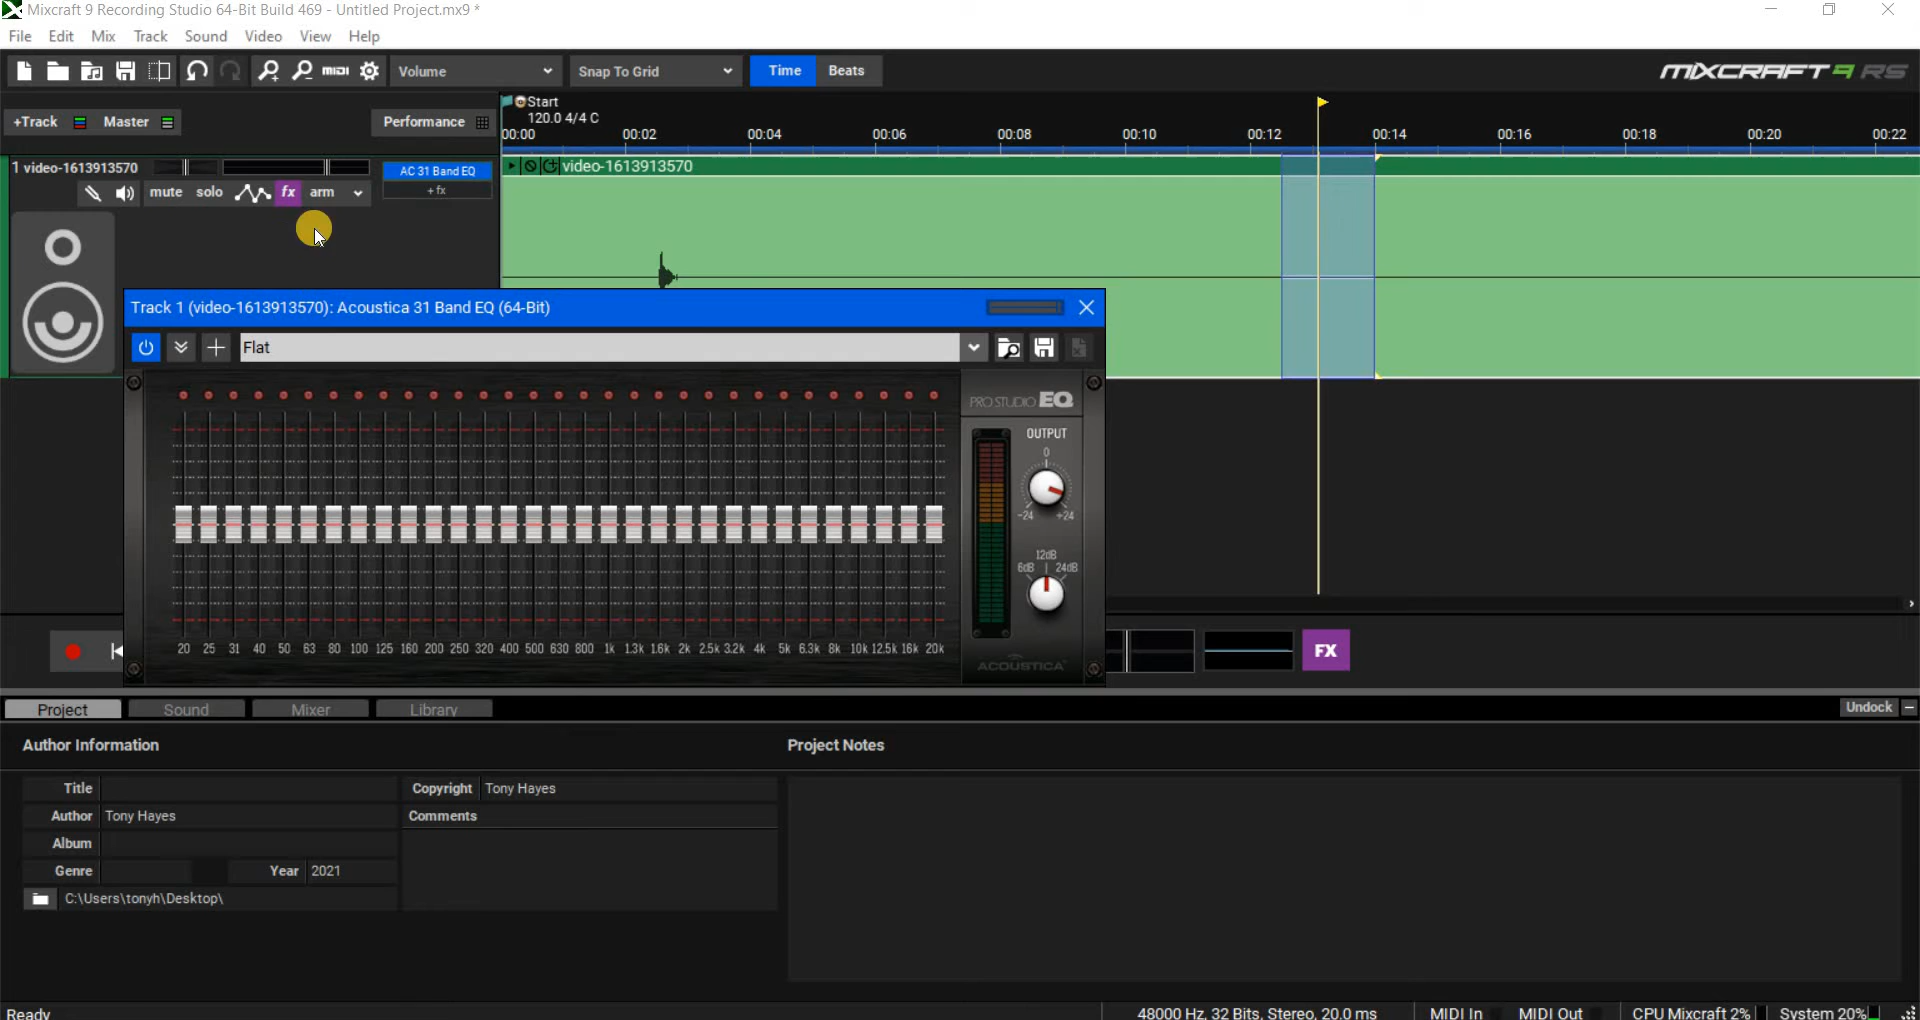 Mixcraft 9 Recording Studio 64-Bit Build 469 - Untitled Project.mx9 *
File Edit Mix Track Sound Video View Help
MIDI Volume Snap To Grid Time Beats MIXCRAFT 9 RS
+Track Master Performance
Start
120.0 4/4 C
00:00 00:02 00:04 00:06 00:08 00:10 00:12 00:14 00:16 00:18 00:20 00:22
1 video-1613913570 AC 31 Band EQ video-1613913570
mute solo fx arm + fx
Track 1 (video-1613913570): Acoustica 31 Band EQ (64-Bit)
Flat
PRO STUDIO EQ
OUTPUT
0
-24 +24
12dB
6dB 24dB
20 25 31 40 50 63 80 100 125 160 200 250 320 400 500 630 800 1k 1.3k 1.6k 2k 2.5k 3.2k 4k 5k 6.3k 8k 10k 12.5k 16k 20k
ACOUSTICA
FX
Project Sound Mixer Library Undock
Author Information Project Notes
Title Copyright Tony Hayes
Author Tony Hayes Comments
Album
Genre Year 2021
C:\Users\tonyh\Desktop\
Ready 48000 Hz, 32 Bits, Stereo, 20.0 ms MIDI In MIDI Out CPU Mixcraft 2% System 20%